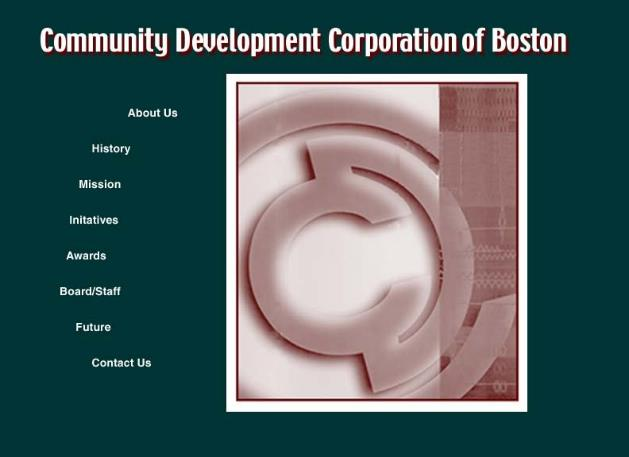 Community Development Corporation of Boston
About Us
History
Mission
Initatives
Awards
Board/Staff
Future
Contact Us